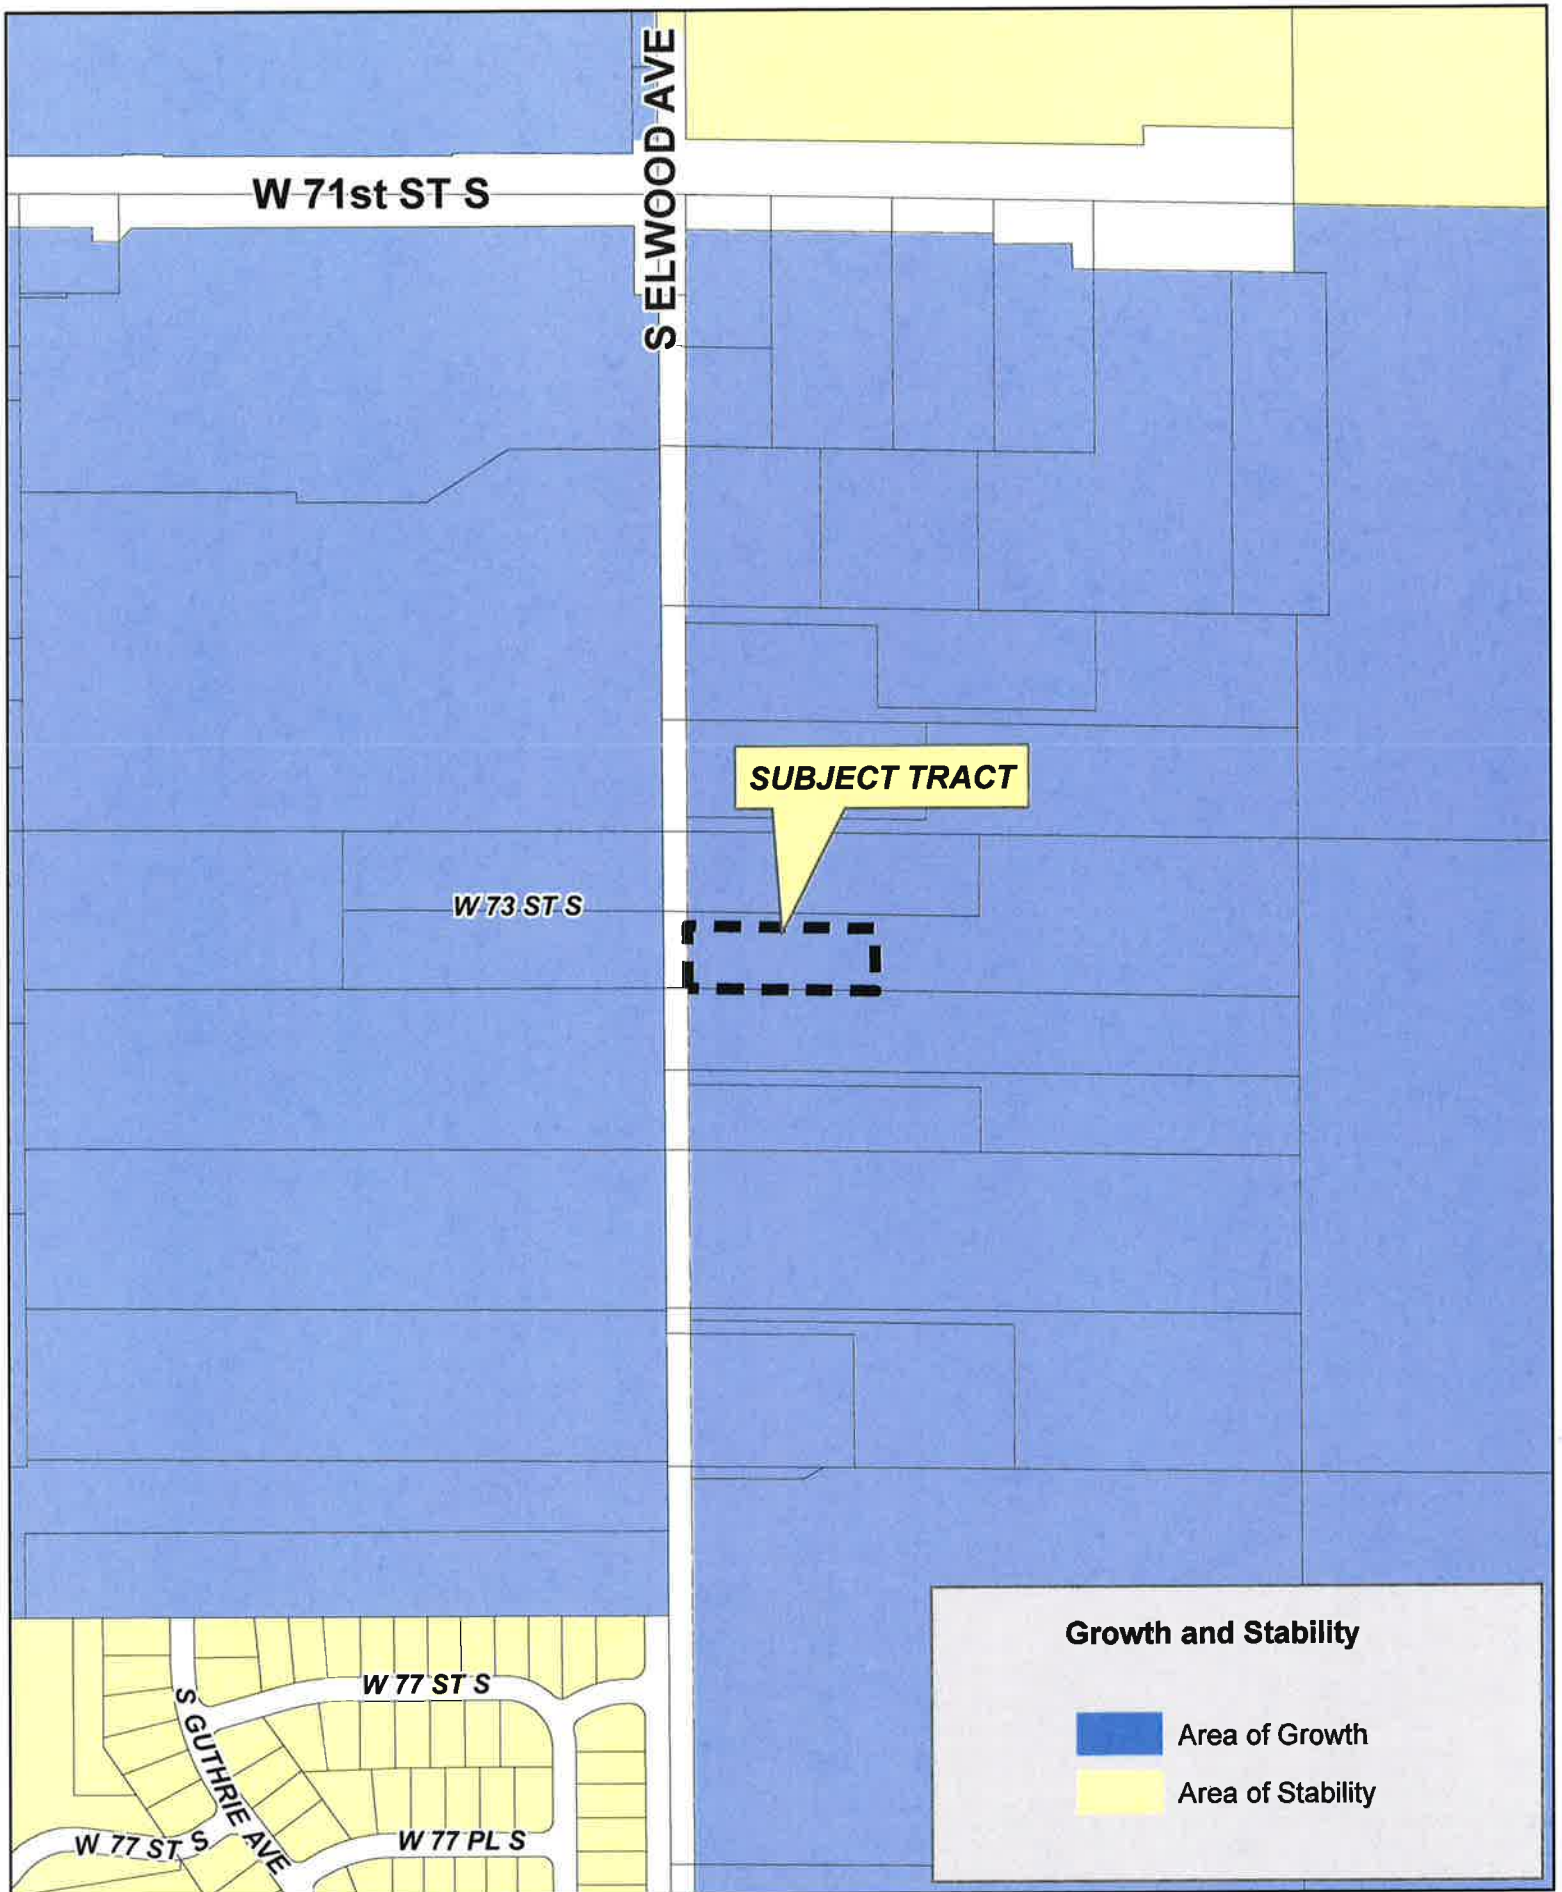 S ELWOOD AVE
W 71st ST S
SUBJECT TRACT
W 73 ST S
Growth and Stability
Area of Growth
Area of Stability
W 77 ST S
S GUTHRIE AVE
W 77 ST S
W 77 PL S